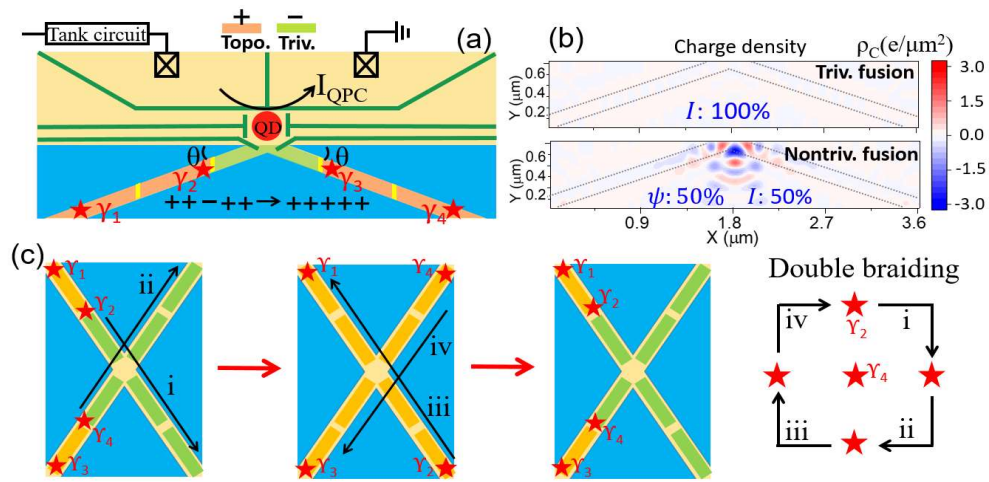 + −
Topo. Triv.
(a)
Tank circuit
I_QPC
QD
θ θ
γ₂ γ₃
γ₁ γ₄
++−++→+++++
(b)
Charge density
ρ_C(e/μm²)
Triv. fusion
I: 100%
Nontriv. fusion
ψ: 50% I: 50%
Y (μm)
0.6
0.4
0.2
Y (μm)
0.6
0.4
0.2
0.9 1.8 2.7 3.6
X (μm)
3.0
1.5
0.0
-1.5
-3.0
(c)
γ₁ ii
γ₂
i
γ₄
γ₃
γ₁ γ₄
iv
iii
γ₃ γ₂
γ₁
γ₂
γ₄
γ₃
Double braiding
iv γ₂ i
γ₄
iii ii